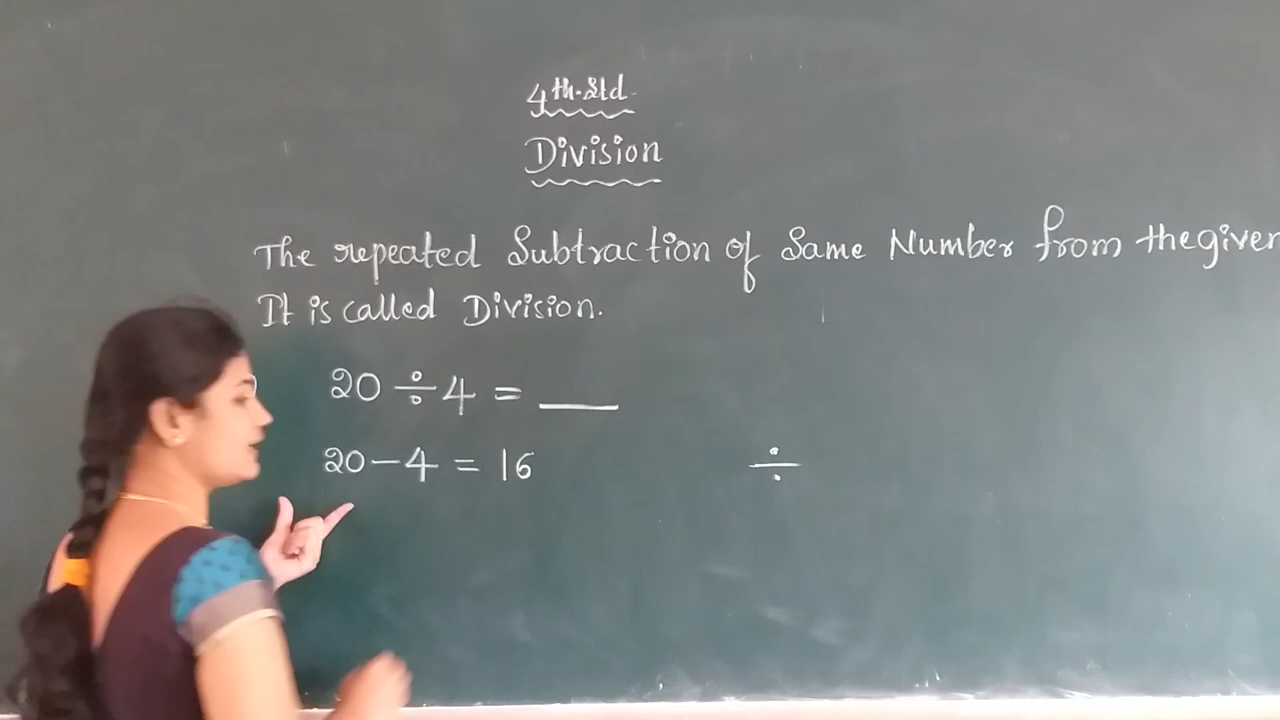 4th.Std.
Division
The repeated Subtraction of Same Number from the given
It is called Division.
20 ÷ 4 = ___
20 - 4 = 16
÷